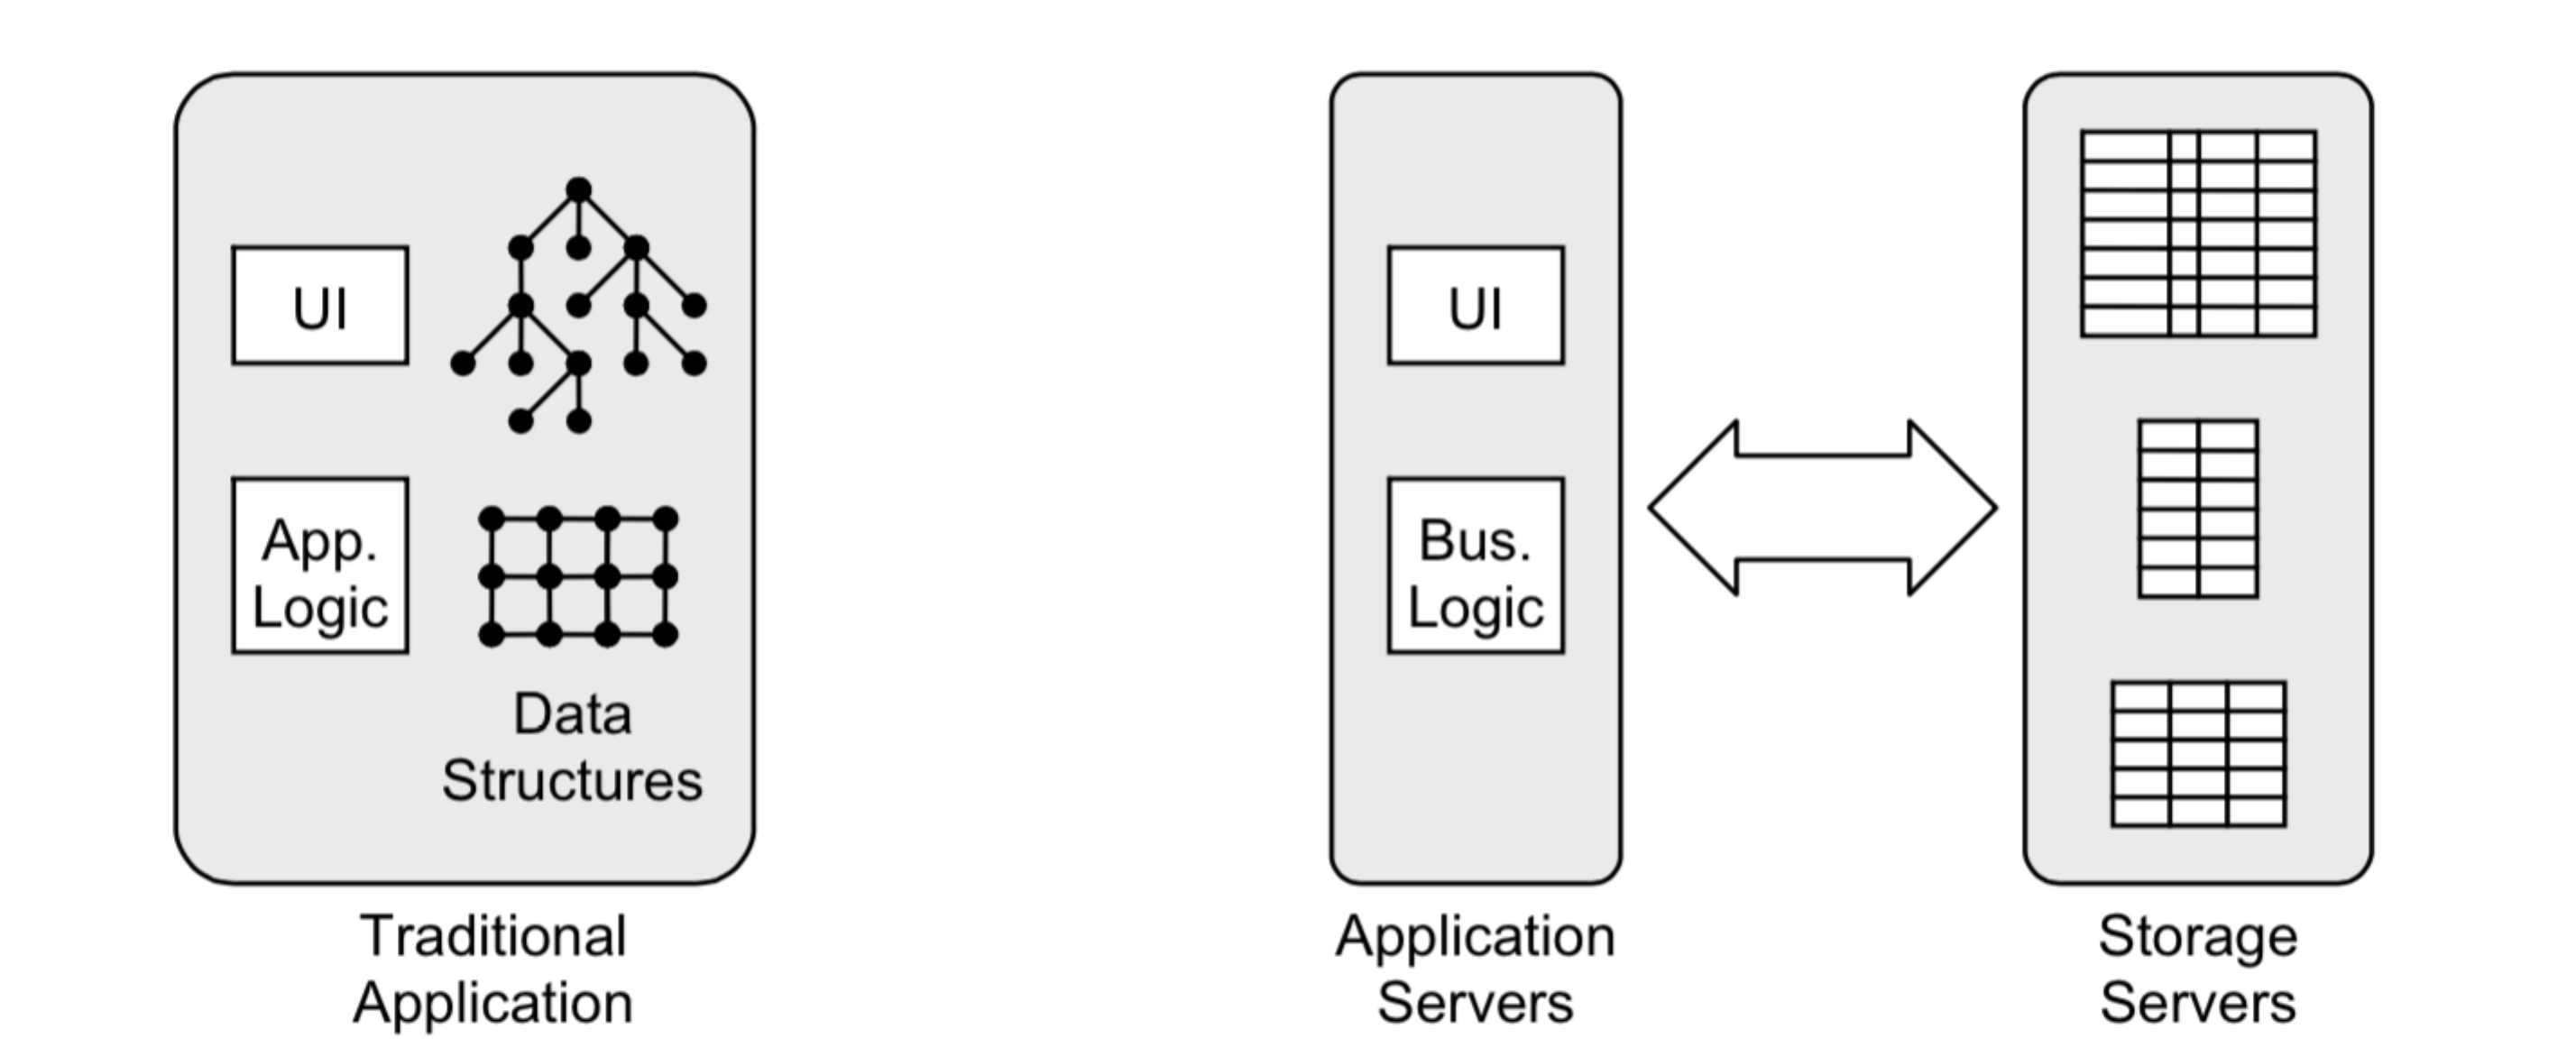 UI
App.
Logic
Data
Structures
Traditional
Application
UI
Bus.
Logic
Application
Servers
Storage
Servers